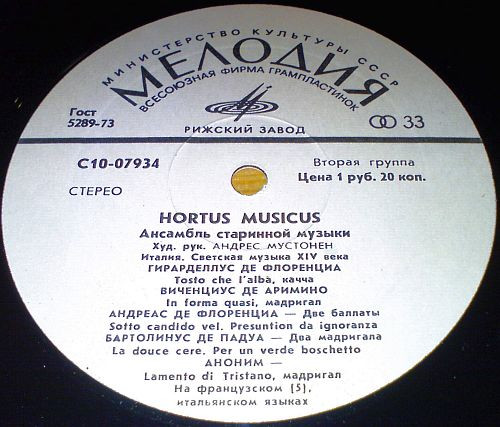 МИНИСТЕРСТВО КУЛЬТУРЫ СССР
МЕЛОДИЯ
ВСЕСОЮЗНАЯ ФИРМА ГРАМПЛАСТИНОК
Гост
5289-73
РИЖСКИЙ ЗАВОД
33
С10-07934
Вторая группа
Цена 1 руб. 20 коп.
СТЕРЕО
HORTUS MUSICUS
Ансамбль старинной музыки
Худ. рук. АНДРЕС МУСТОНЕН
Италия. Светская музыка XIV века
ГИРАРДЕЛЛУС ДЕ ФЛОРЕНЦИА
Tosto che l'albà, качча
ВИЧЕНЦИУС ДЕ АРИМИНО
In forma quasi, мадригал
АНДРЕАС ДЕ ФЛОРЕНЦИА — Две баллаты
Sotto candido vel. Presuntion da ignoranza
БАРТОЛИНУС ДЕ ПАДУА — Два мадригала
La douce cere. Per un verde boschetto
АНОНИМ —
Lamento di Tristano, мадригал
На французском (5),
итальянском языках